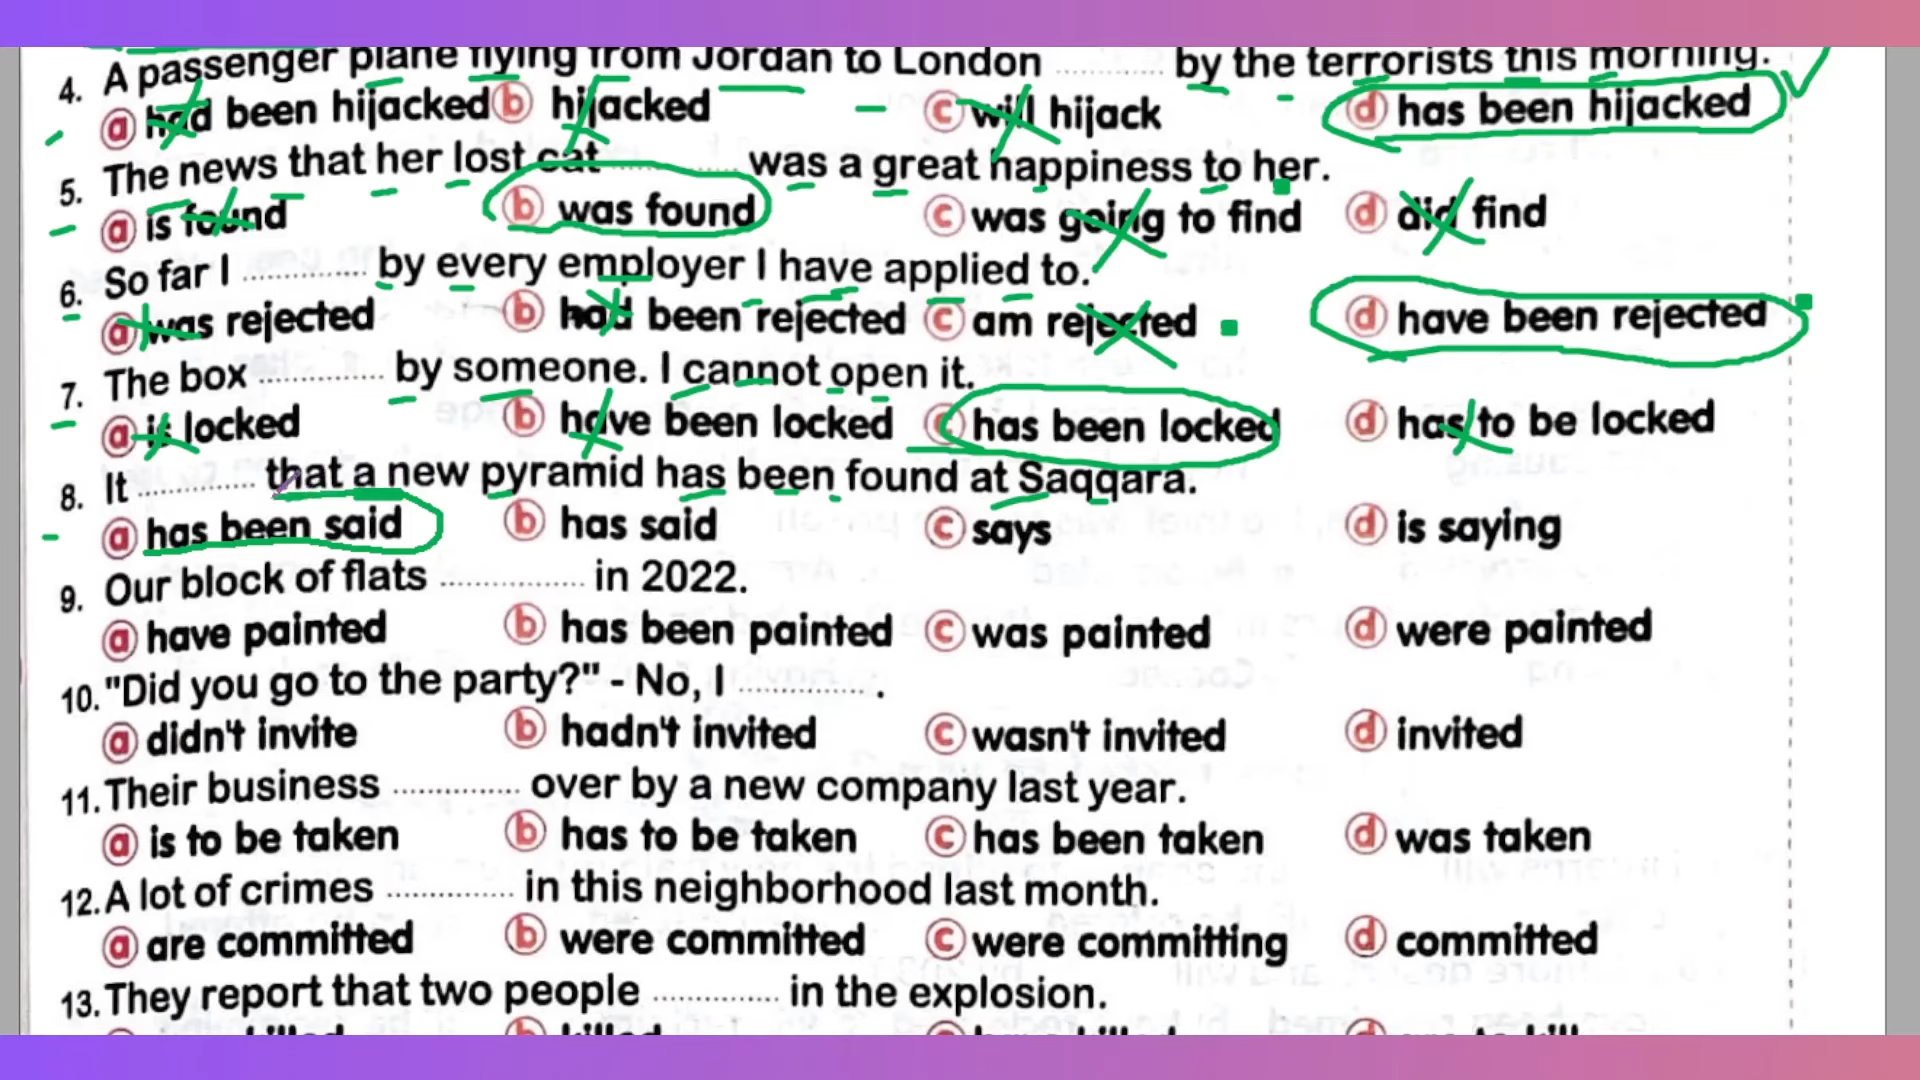 4. A passenger plane flying from Jordan to London ............ by the terrorists this morning.
a had been hijacked b hijacked c will hijack d has been hijacked
5. The news that her lost cat ............ was a great happiness to her.
a is found b was found c was going to find d did find
6. So far I ............ by every employer I have applied to.
a was rejected b had been rejected c am rejected d have been rejected
7. The box ............ by someone. I cannot open it.
a is locked b have been locked c has been locked d has to be locked
8. It ............ that a new pyramid has been found at Saqqara.
a has been said b has said c says d is saying
9. Our block of flats ............ in 2022.
a have painted b has been painted c was painted d were painted
10. "Did you go to the party?" - No, I ............ .
a didn't invite b hadn't invited c wasn't invited d invited
11. Their business ............ over by a new company last year.
a is to be taken b has to be taken c has been taken d was taken
12. A lot of crimes ............ in this neighborhood last month.
a are committed b were committed c were committing d committed
13. They report that two people ............ in the explosion.